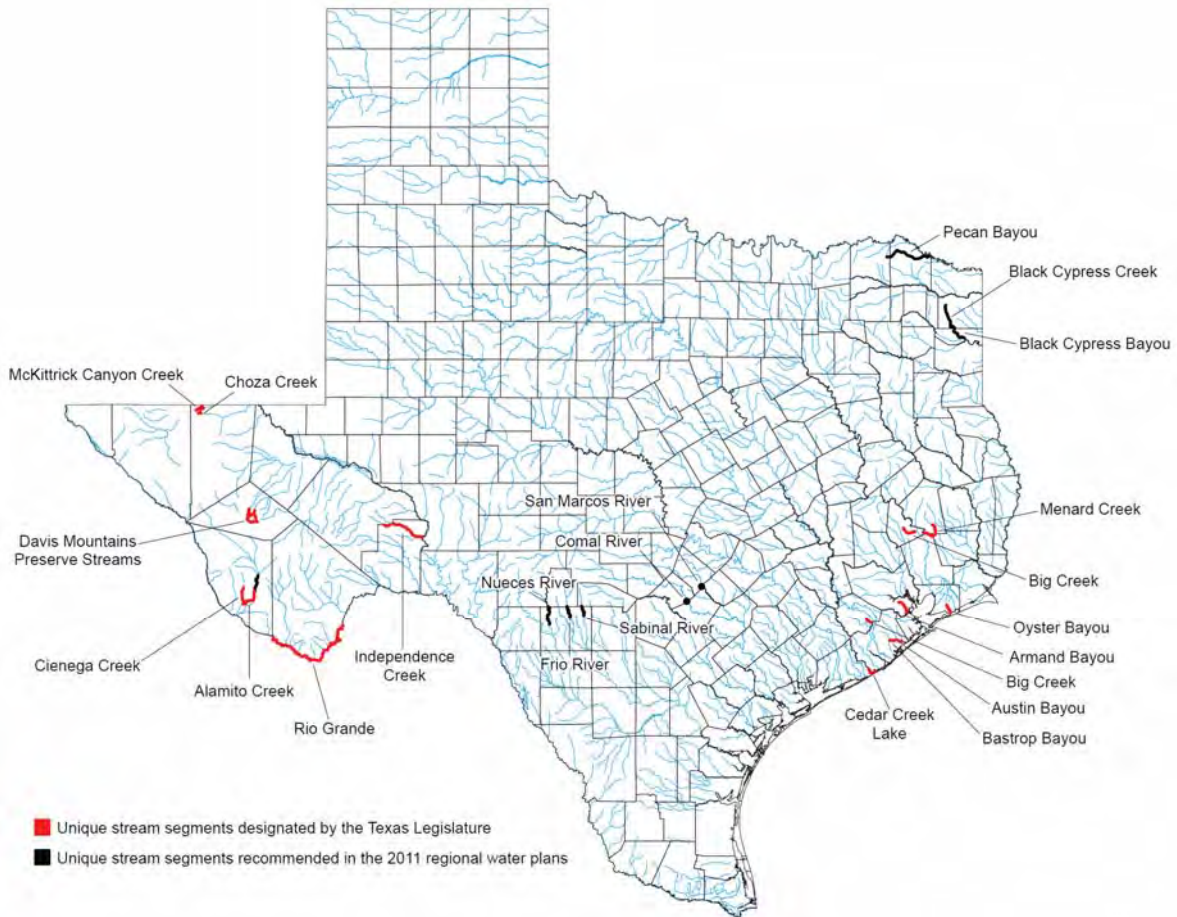 Pecan Bayou
Black Cypress Creek
Black Cypress Bayou
McKittrick Canyon Creek
Choza Creek
San Marcos River
Menard Creek
Davis Mountains
Preserve Streams
Comal River
Nueces River
Big Creek
Sabinal River
Oyster Bayou
Cienega Creek
Independence
Creek
Frio River
Armand Bayou
Alamito Creek
Big Creek
Rio Grande
Cedar Creek
Lake
Austin Bayou
Bastrop Bayou
Unique stream segments designated by the Texas Legislature
Unique stream segments recommended in the 2011 regional water plans